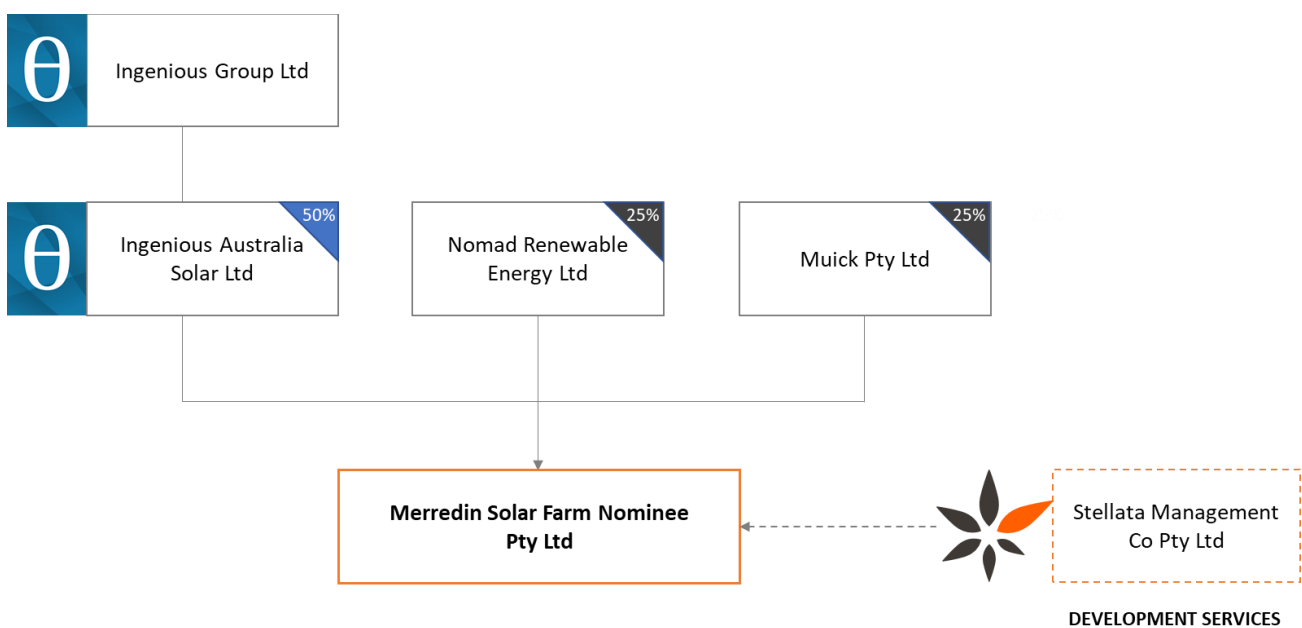 θ
Ingenious Group Ltd
θ
50%
Ingenious Australia
Solar Ltd
25%
Nomad Renewable
Energy Ltd
25%
Muick Pty Ltd
Merredin Solar Farm Nominee
Pty Ltd
Stellata Management
Co Pty Ltd
DEVELOPMENT SERVICES